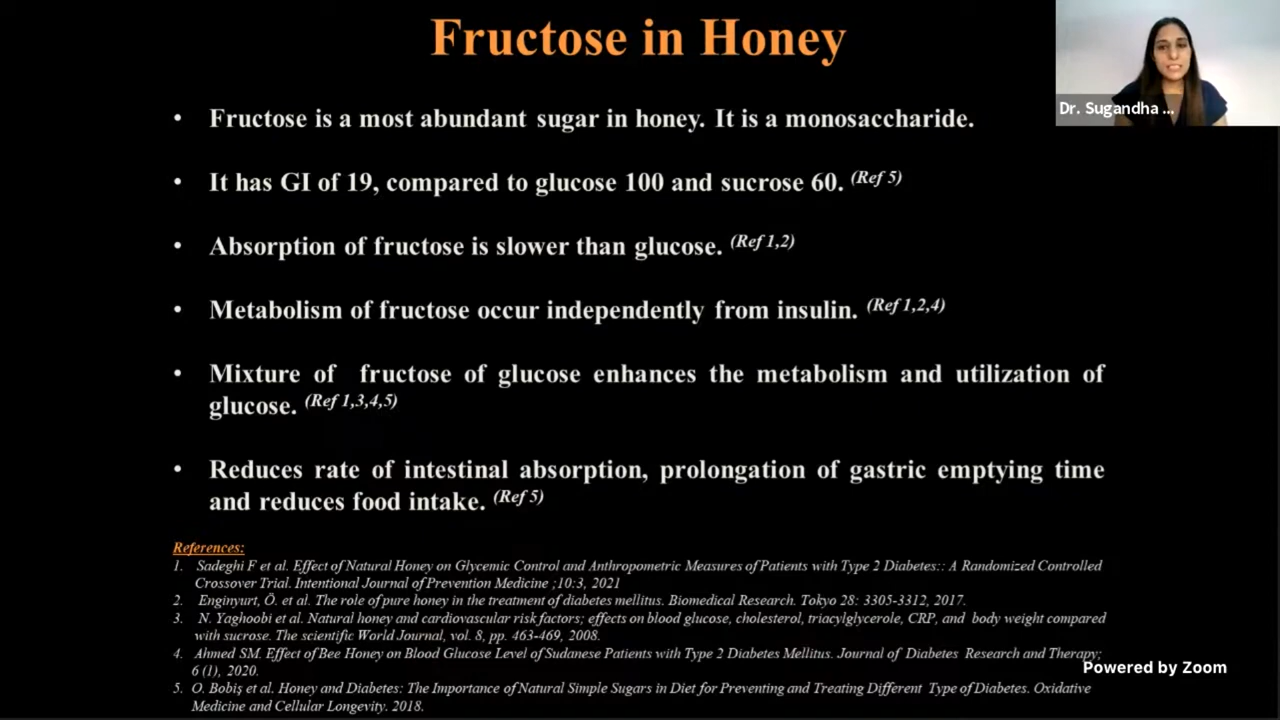 Fructose in Honey
Dr. Sugandha ...
• Fructose is a most abundant sugar in honey. It is a monosaccharide.
• It has GI of 19, compared to glucose 100 and sucrose 60. (Ref 5)
• Absorption of fructose is slower than glucose. (Ref 1,2)
• Metabolism of fructose occur independently from insulin. (Ref 1,2,4)
• Mixture of fructose of glucose enhances the metabolism and utilization of
glucose. (Ref 1,3,4,5)
• Reduces rate of intestinal absorption, prolongation of gastric emptying time
and reduces food intake. (Ref 5)
References:
1. Sadeghi F et al. Effect of Natural Honey on Glycemic Control and Anthropometric Measures of Patients with Type 2 Diabetes:: A Randomized Controlled
Crossover Trial. Intentional Journal of Prevention Medicine ;10:3, 2021
2. Enginyurt, Ö. et al. The role of pure honey in the treatment of diabetes mellitus. Biomedical Research. Tokyo 28: 3305-3312, 2017.
3. N. Yaghoobi et al. Natural honey and cardiovascular risk factors; effects on blood glucose, cholesterol, triacylglycerole, CRP, and body weight compared
with sucrose. The scientific World Journal, vol. 8, pp. 463-469, 2008.
4. Ahmed SM. Effect of Bee Honey on Blood Glucose Level of Sudanese Patients with Type 2 Diabetes Mellitus. Journal of Diabetes Research and Therapy;
6 (1), 2020.
5. O. Bobiş et al. Honey and Diabetes: The Importance of Natural Simple Sugars in Diet for Preventing and Treating Different Type of Diabetes. Oxidative
Medicine and Cellular Longevity. 2018.
Powered by Zoom